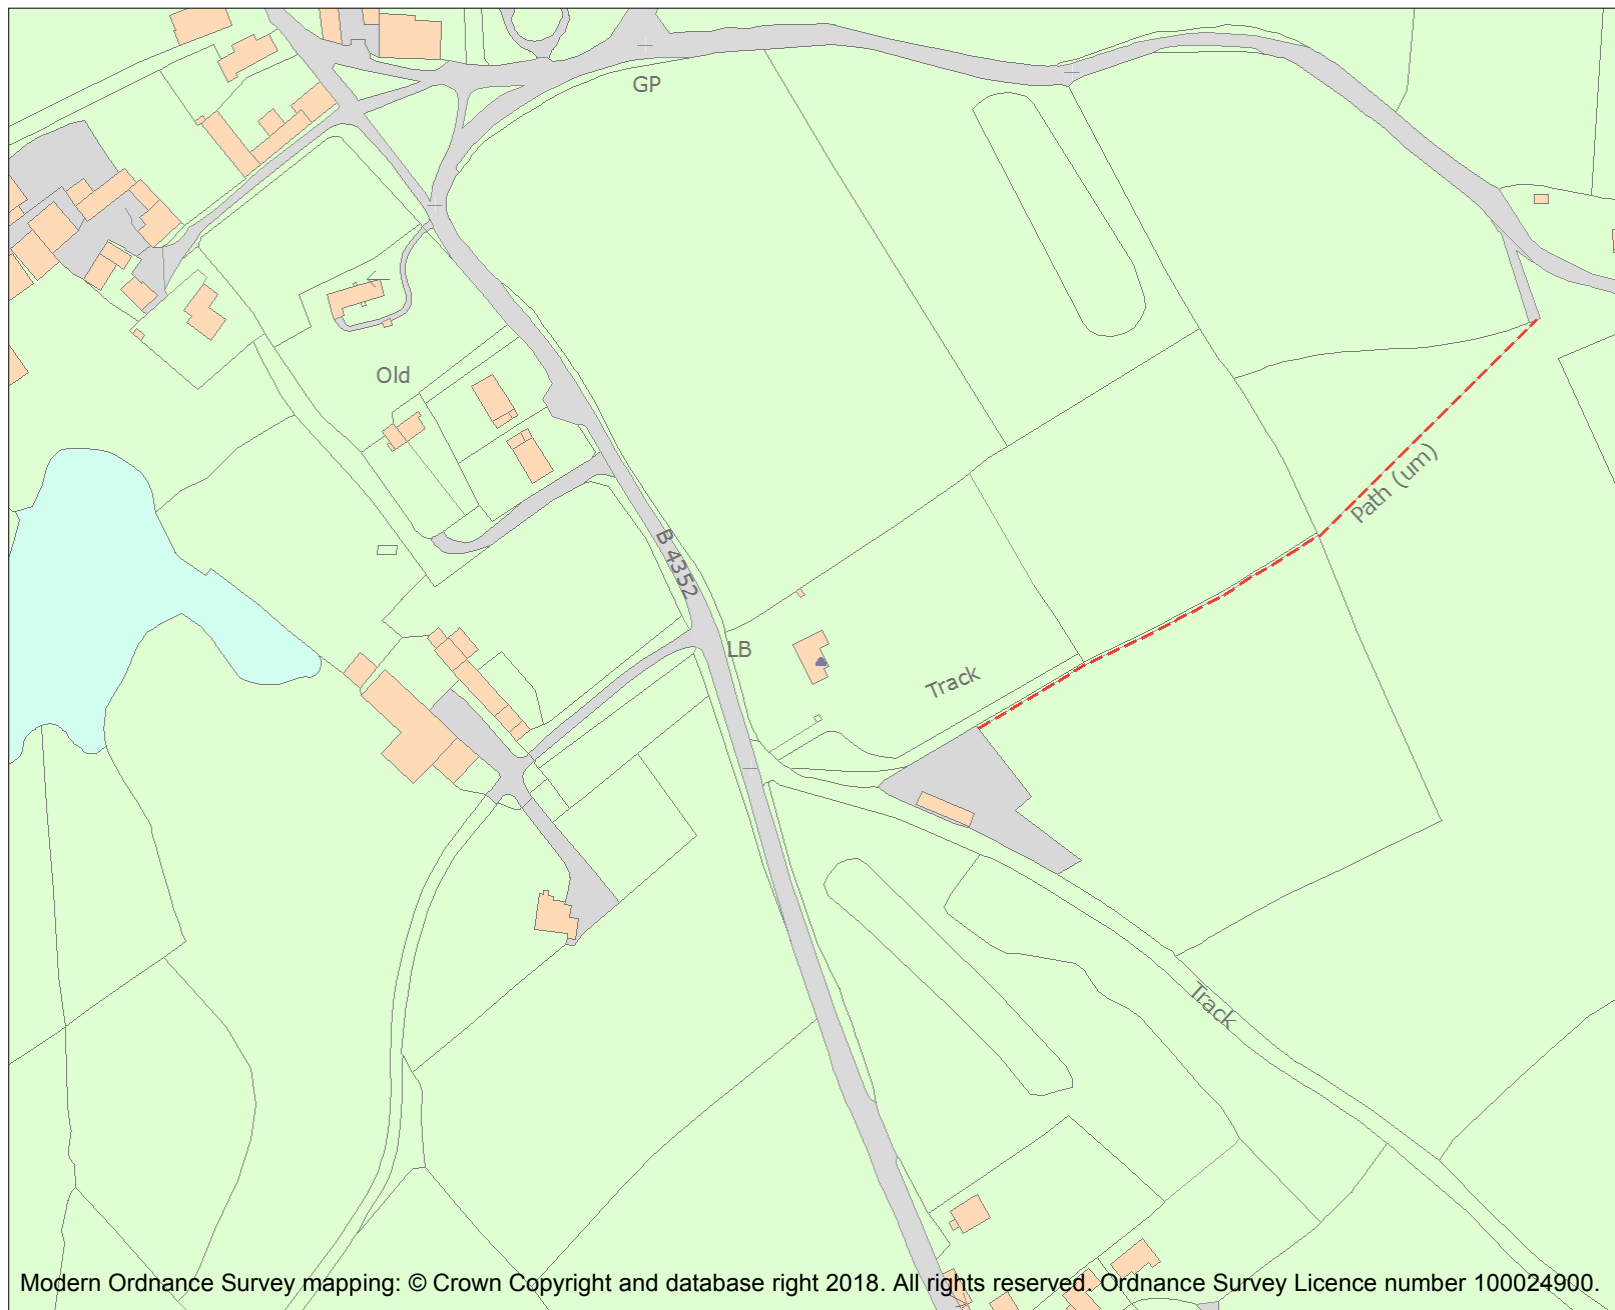 GP
Old
Path (um)
B 4352
LB
Track
Track
Modern Ordnance Survey mapping: © Crown Copyright and database right 2018. All rights reserved. Ordnance Survey Licence number 100024900.